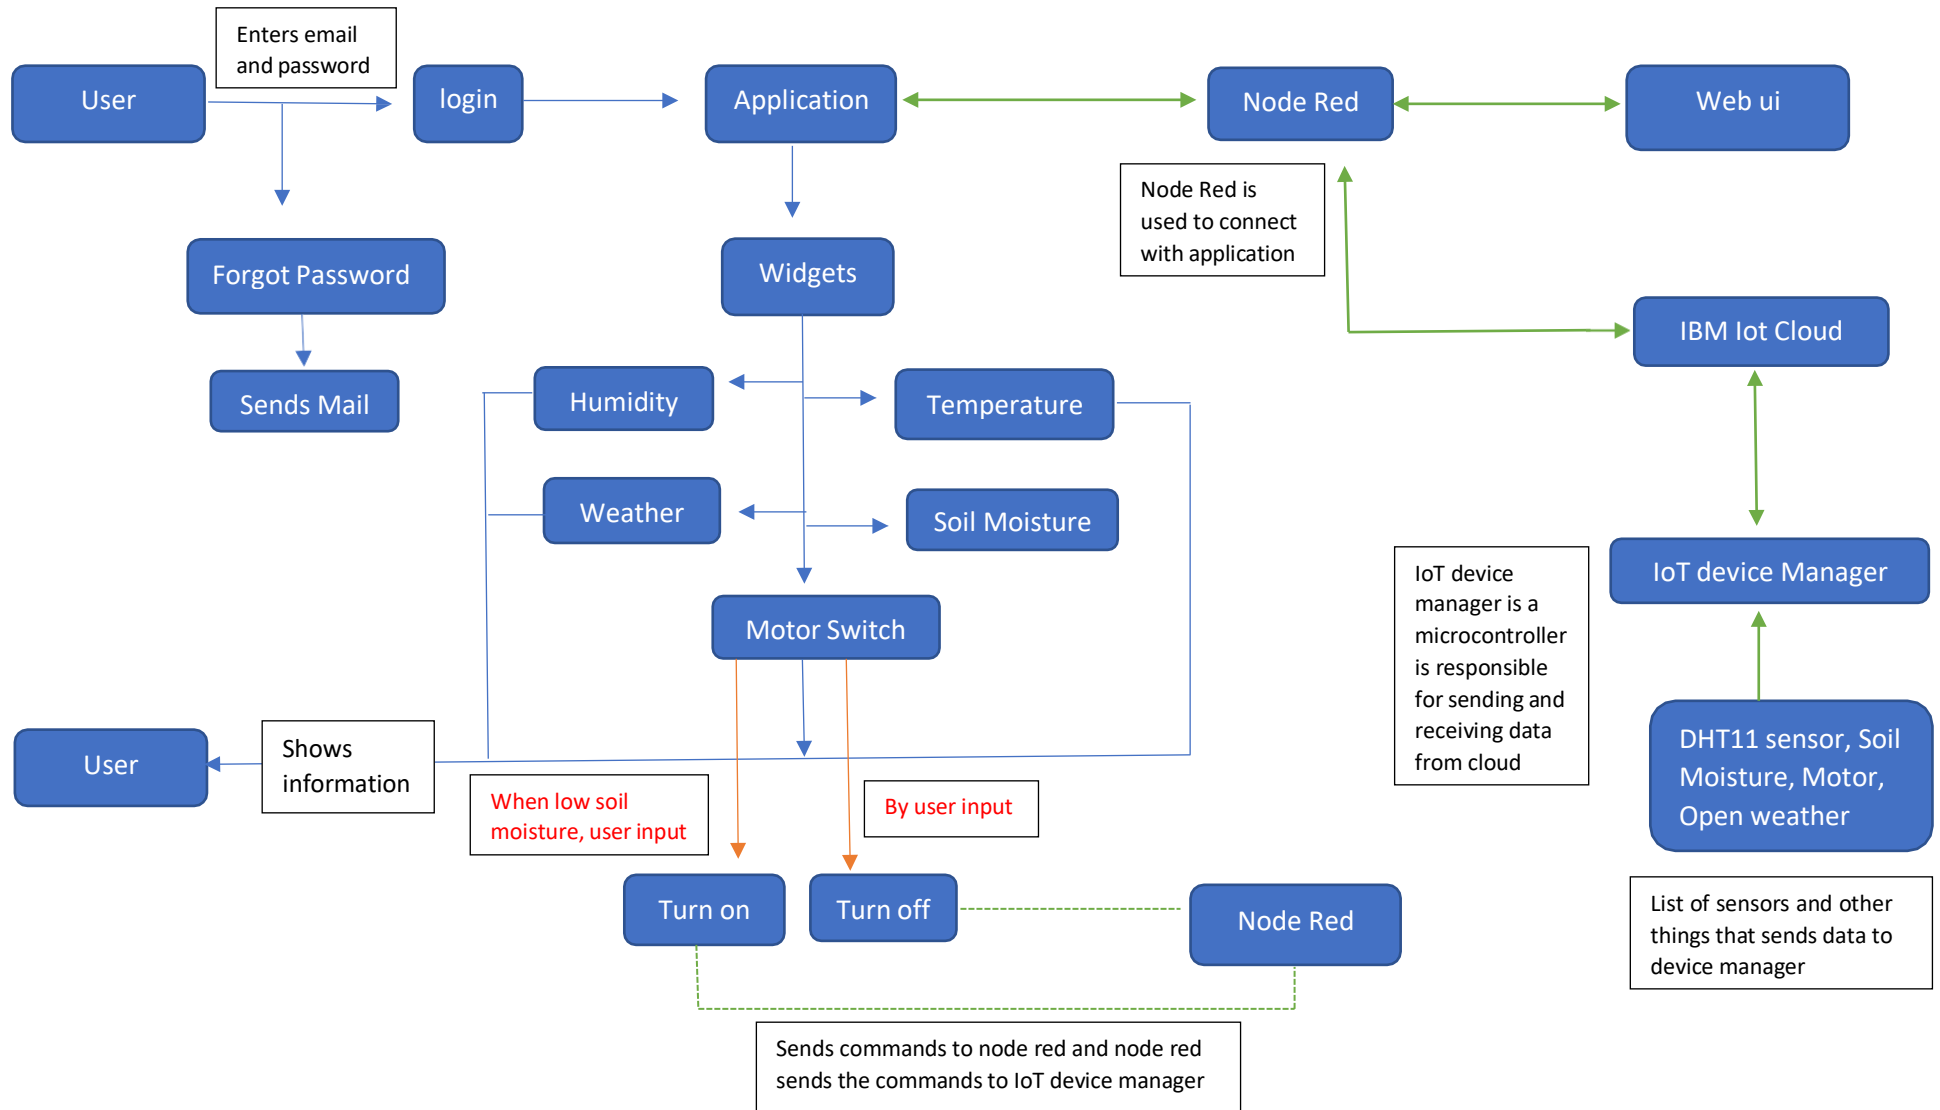 Enters email
and password
User
login
Application
Node Red
Web ui
Node Red is
used to connect
with application
Forgot Password
Widgets
IBM Iot Cloud
Sends Mail
Humidity
Temperature
Weather
Soil Moisture
IoT device
manager is a
microcontroller
is responsible
for sending and
receiving data
from cloud
IoT device Manager
Motor Switch
User
Shows
information
DHT11 sensor, Soil
Moisture, Motor,
Open weather
When low soil
moisture, user input
By user input
Turn on
Turn off
Node Red
List of sensors and other
things that sends data to
device manager
Sends commands to node red and node red
sends the commands to IoT device manager